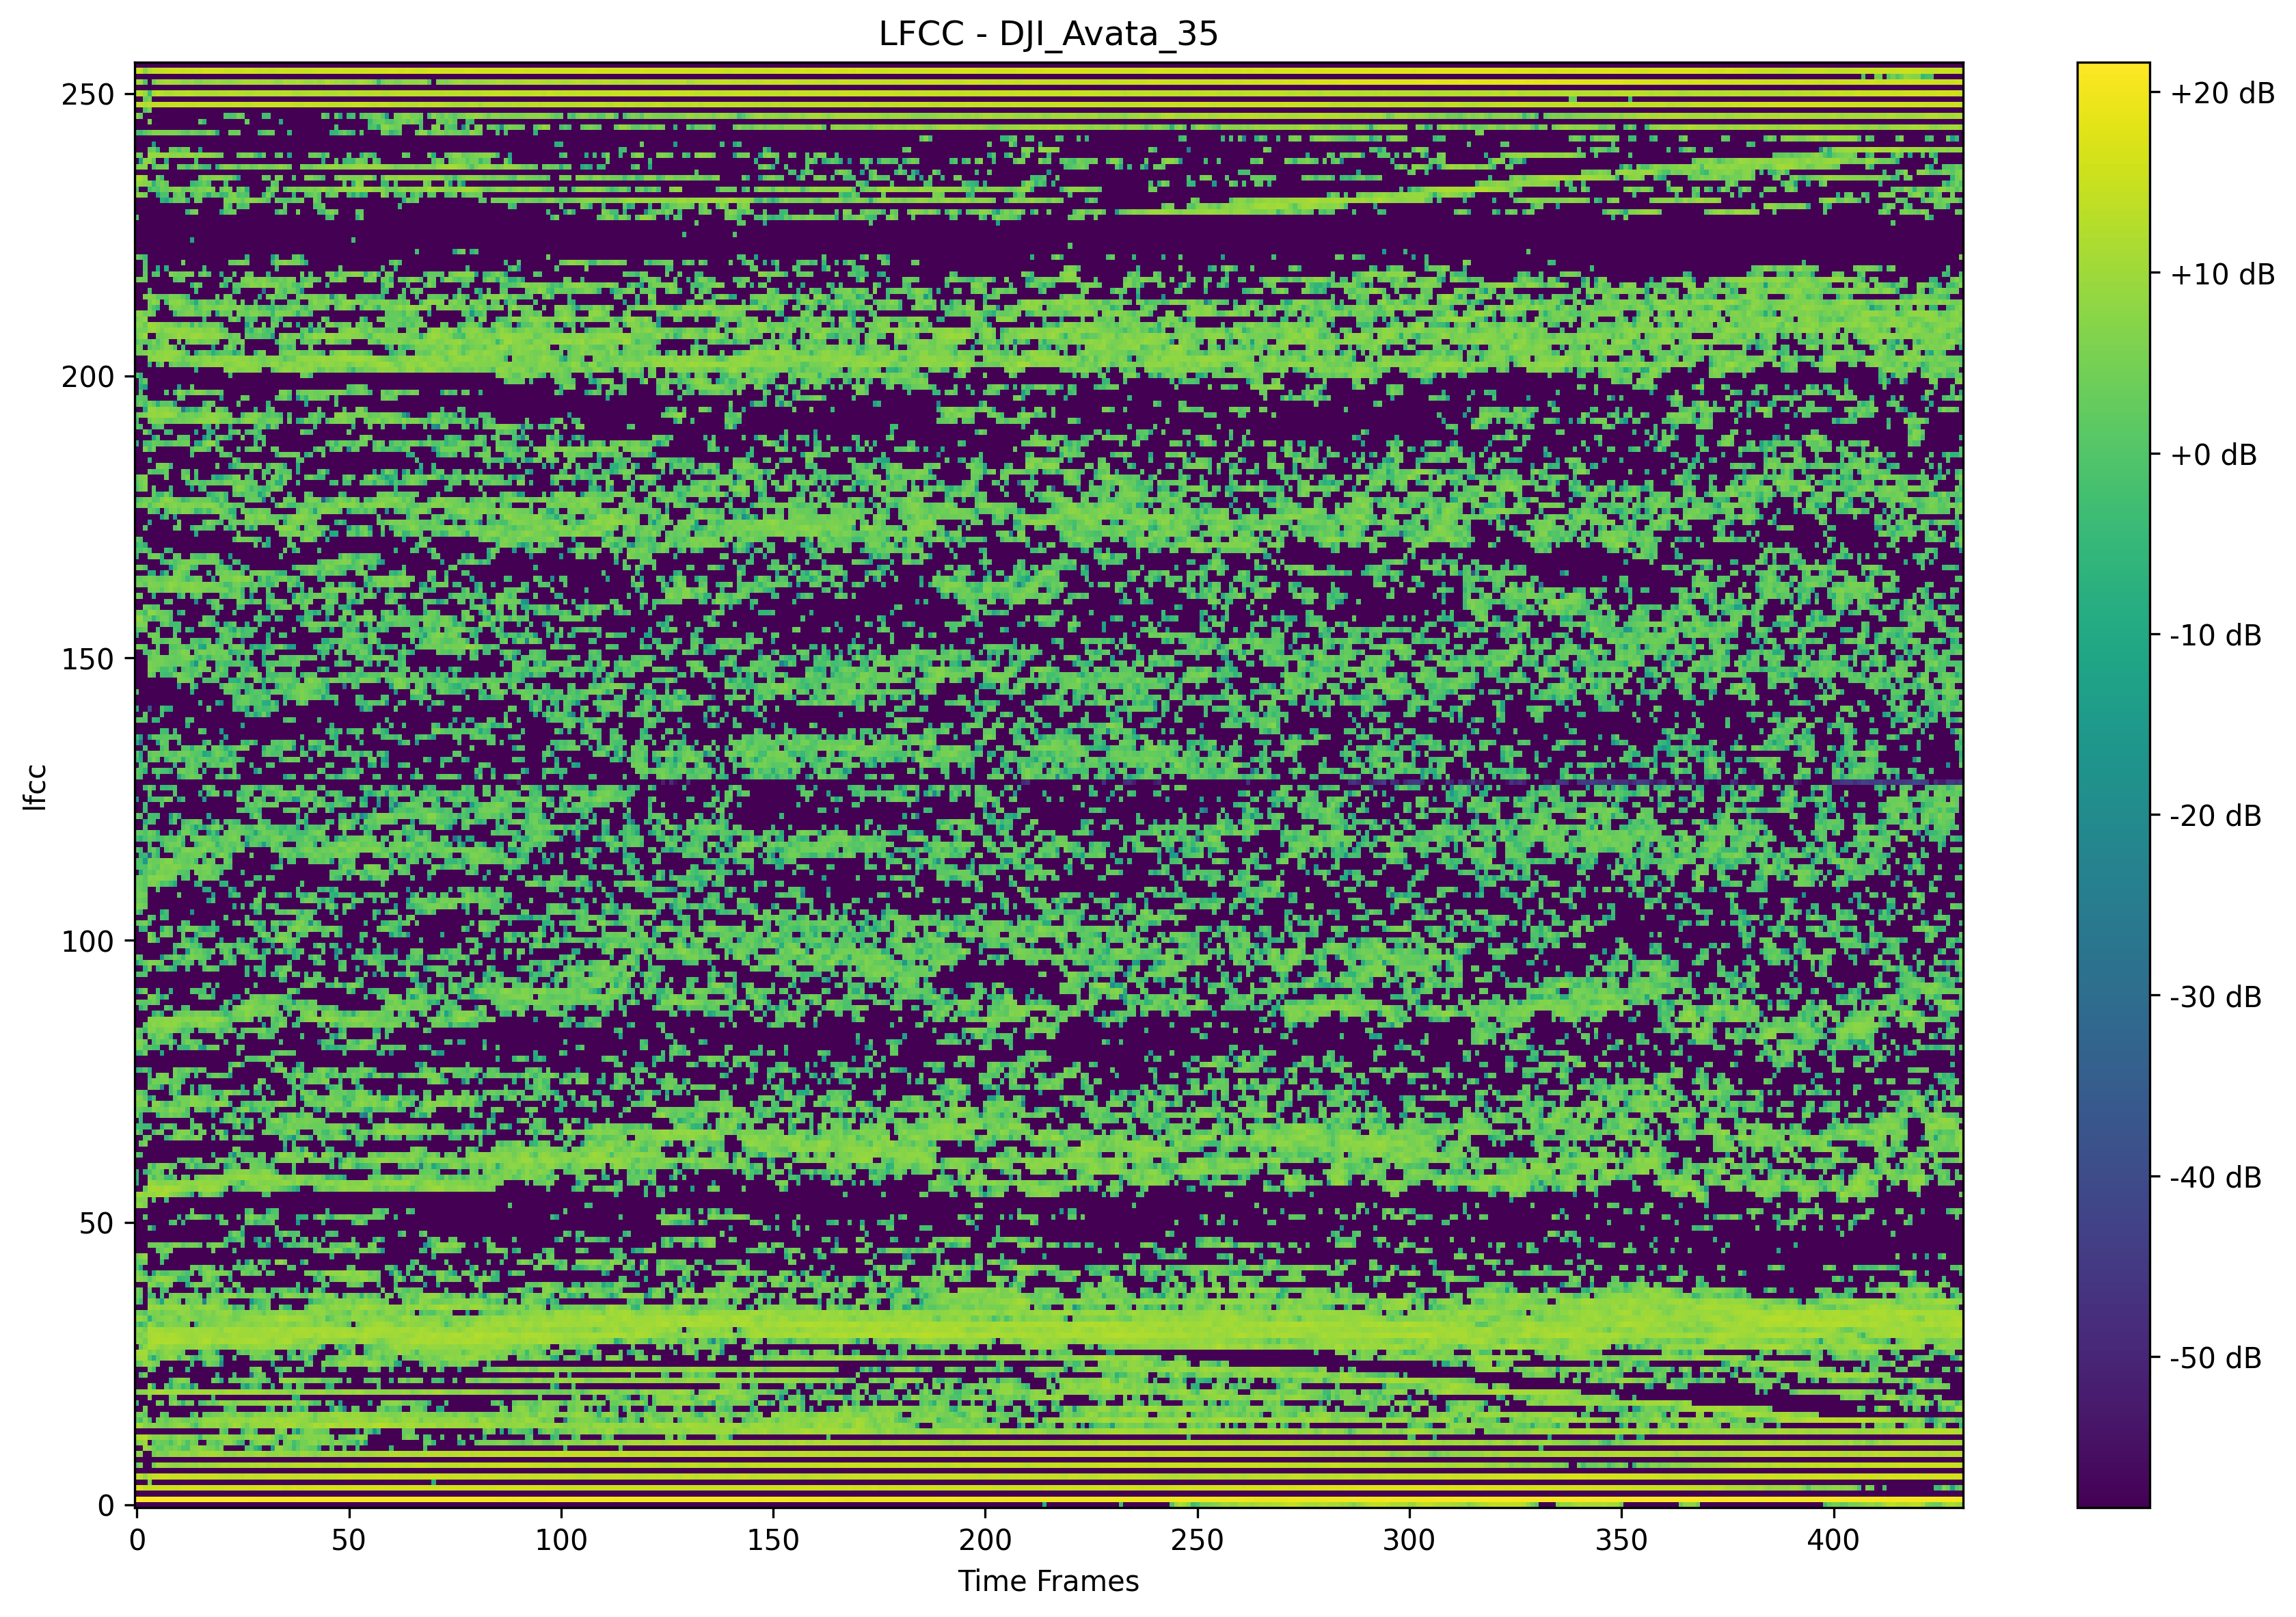 LFCC - DJI_Avata_35
250
200
150
100
50
0
lfcc
0 50 100 150 200 250 300 350 400
Time Frames
+20 dB
+10 dB
+0 dB
-10 dB
-20 dB
-30 dB
-40 dB
-50 dB